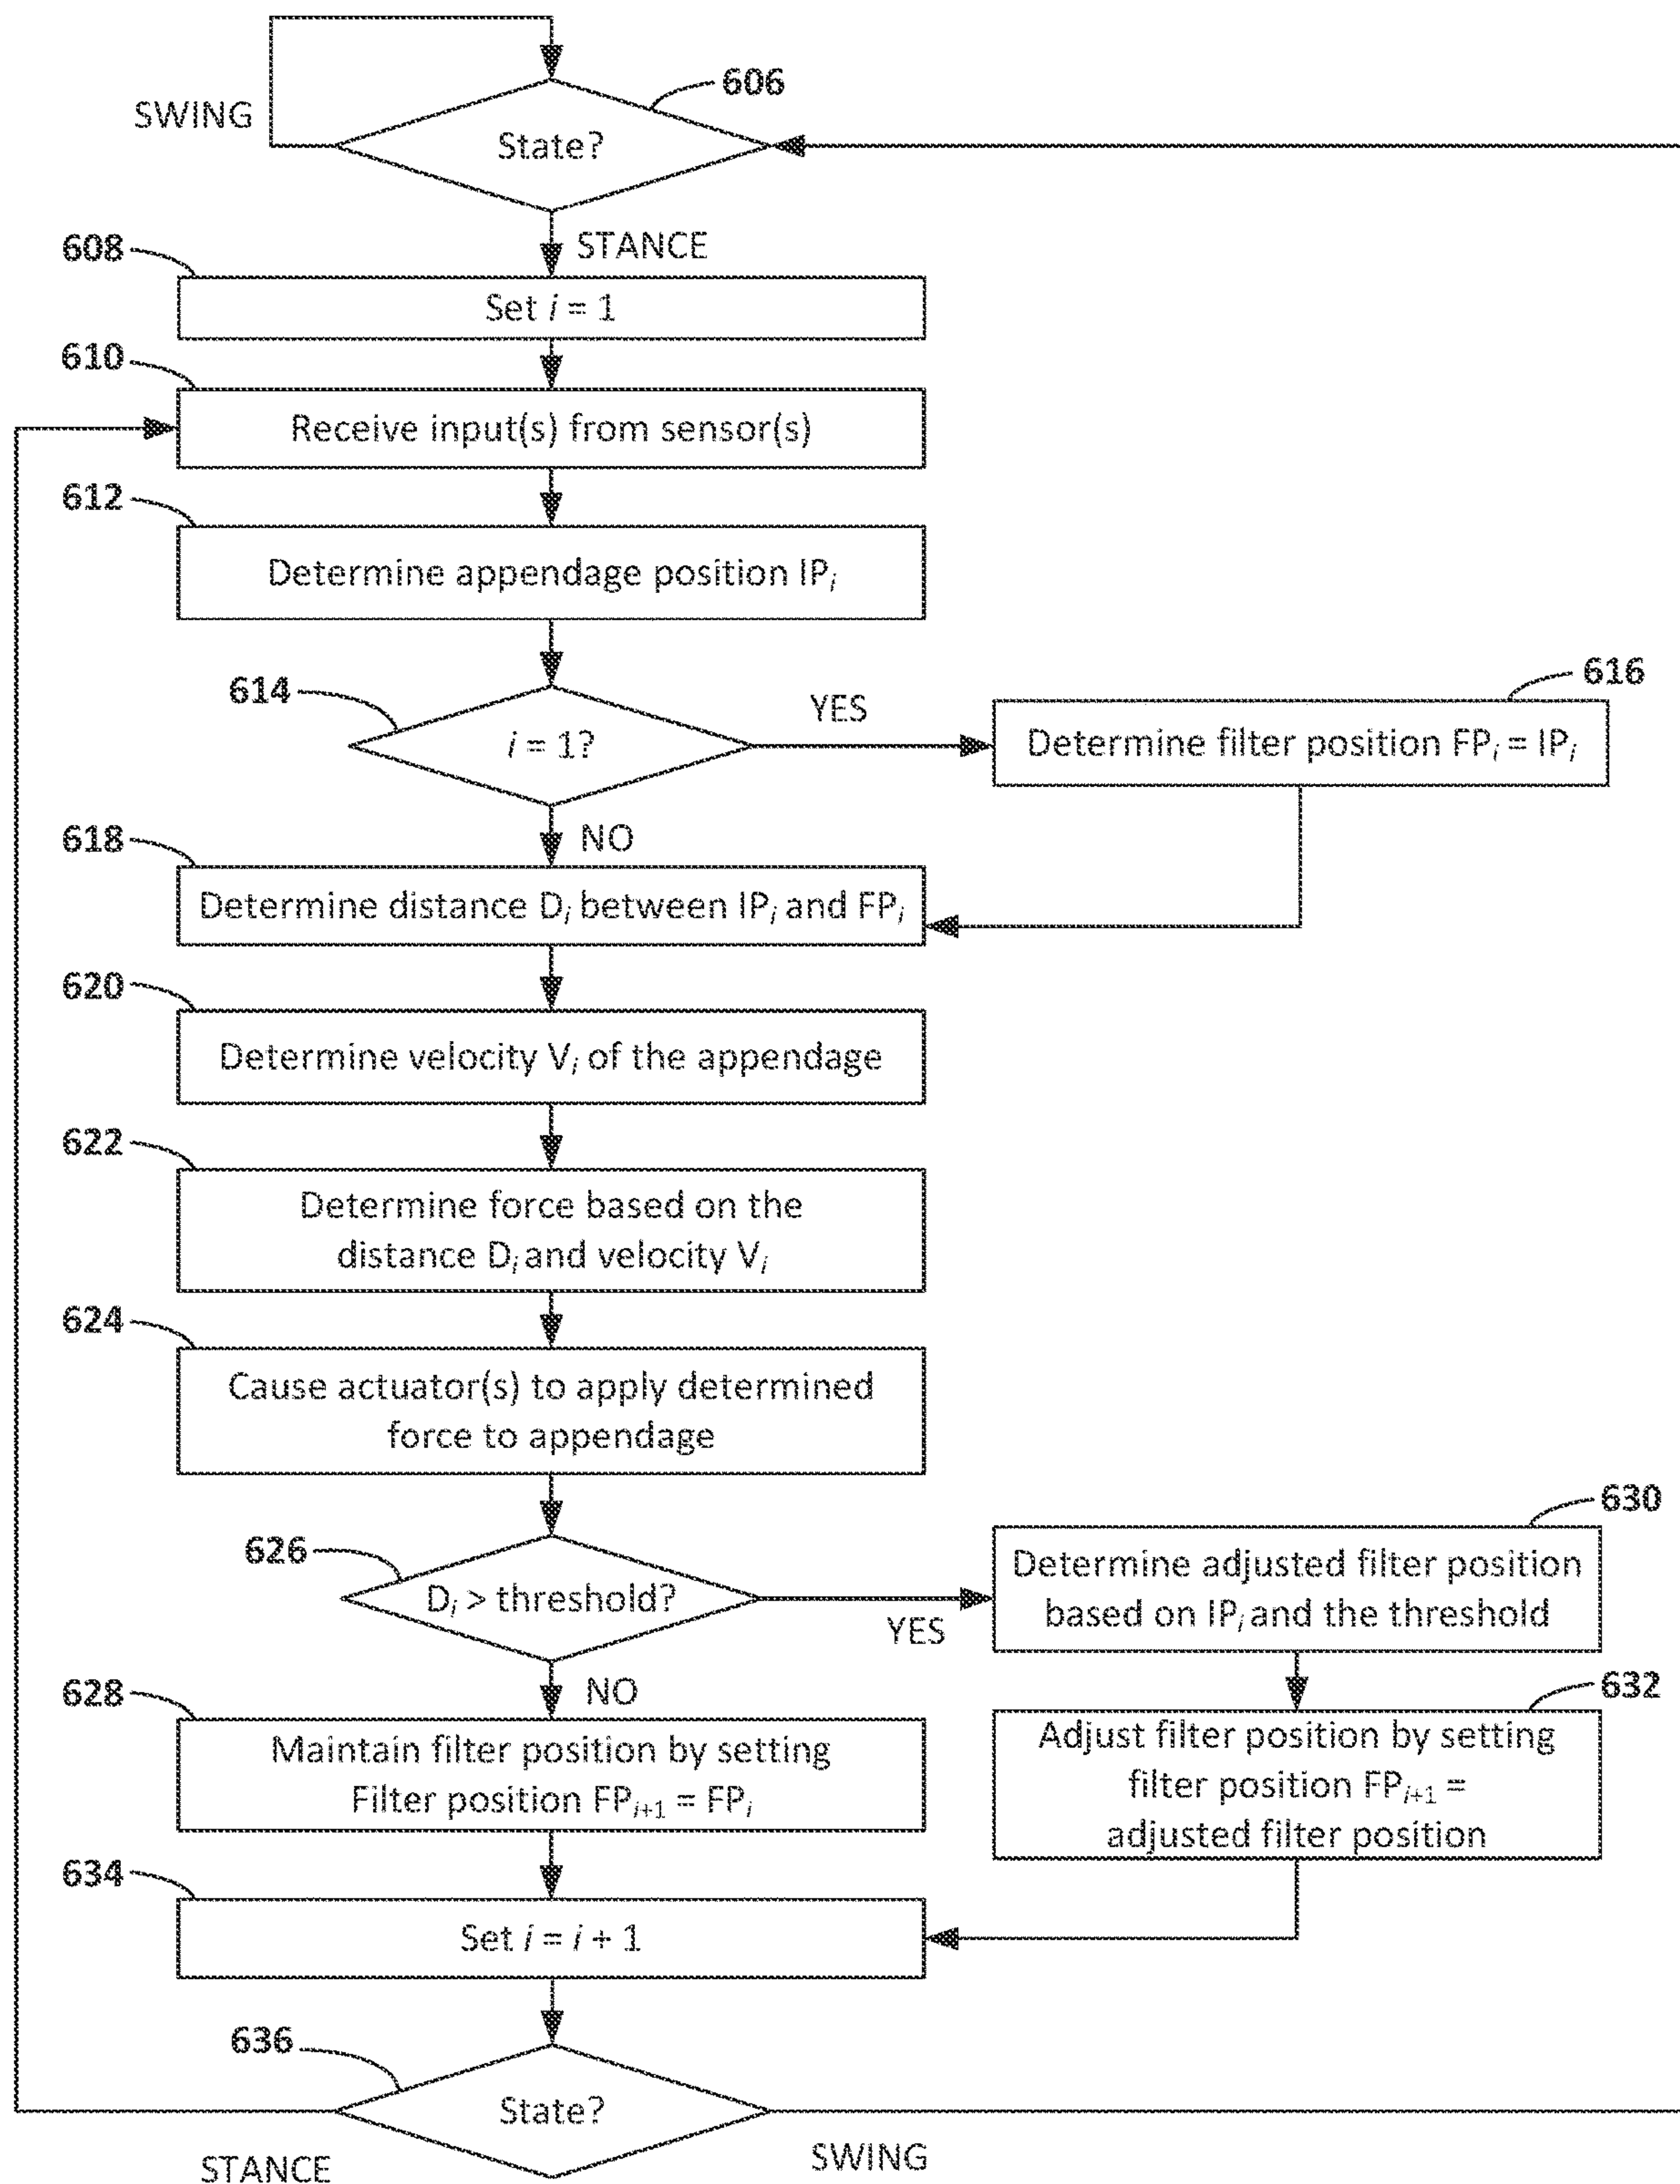 606
SWING
State?
STANCE
608
Set i = 1
610
Receive input(s) from sensor(s)
612
Determine appendage position IPi
614
i = 1?
YES
616
Determine filter position FPi = IPi
NO
618
Determine distance Di between IPi and FPi
620
Determine velocity Vi of the appendage
622
Determine force based on the
distance Di and velocity Vi
624
Cause actuator(s) to apply determined
force to appendage
626
Di > threshold?
YES
630
Determine adjusted filter position
based on IPi and the threshold
NO
628
Maintain filter position by setting
Filter position FPi+1 = FPi
632
Adjust filter position by setting
filter position FPi+1 =
adjusted filter position
634
Set i = i + 1
636
State?
STANCE
SWING